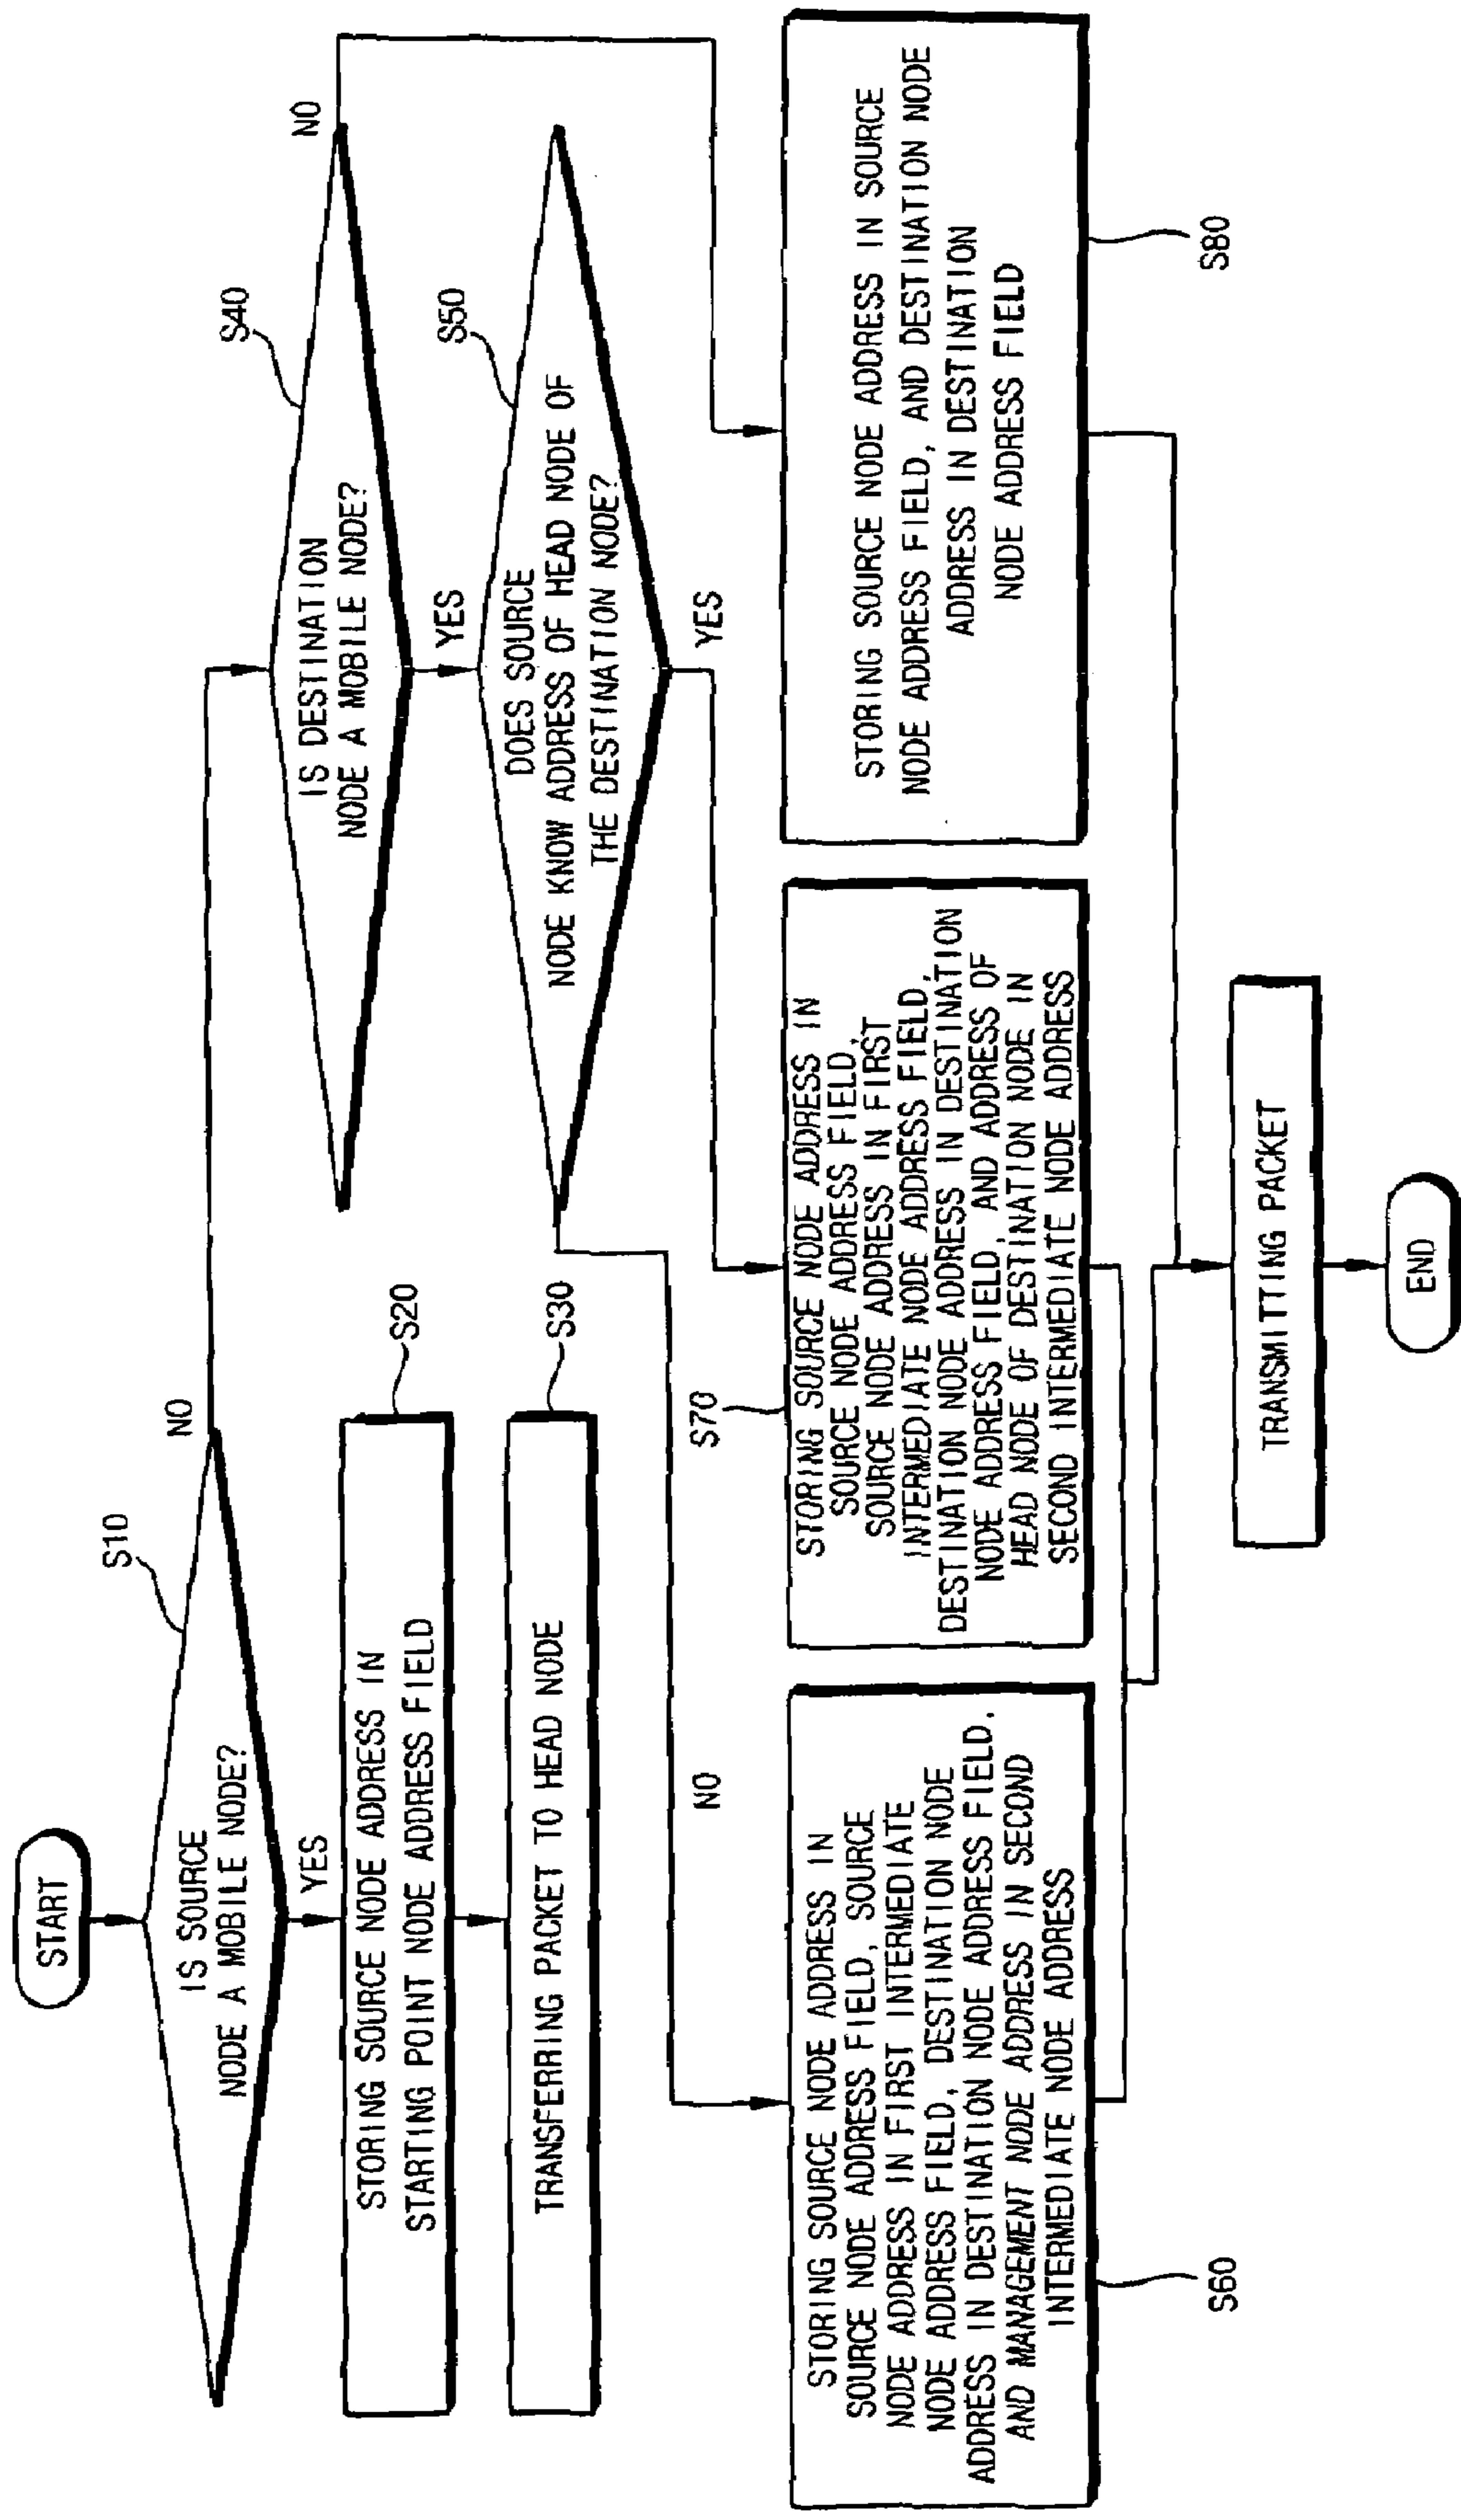 START
IS SOURCE
NODE A MOBILE NODE?
S10
NO
YES
STORING SOURCE NODE ADDRESS IN
STARTING POINT NODE ADDRESS FIELD
S20
TRANSFERRING PACKET TO HEAD NODE
S30
IS DESTINATION
NODE A MOBILE NODE?
S40
NO
YES
DOES SOURCE
NODE KNOW ADDRESS OF HEAD NODE OF
THE DESTINATION NODE?
S50
NO
YES
STORING SOURCE NODE ADDRESS IN
SOURCE NODE ADDRESS FIELD, SOURCE
NODE ADDRESS IN FIRST INTERMEDIATE
NODE ADDRESS FIELD, DESTINATION NODE
ADDRESS IN DESTINATION NODE ADDRESS FIELD,
AND MANAGEMENT NODE ADDRESS IN SECOND
INTERMEDIATE NODE ADDRESS
S60
S70
STORING SOURCE NODE ADDRESS IN
SOURCE NODE ADDRESS FIELD,
SOURCE NODE ADDRESS IN FIRST
INTERMEDIATE NODE ADDRESS FIELD,
DESTINATION NODE ADDRESS IN DESTINATION
NODE ADDRESS FIELD, AND ADDRESS OF
HEAD NODE OF DESTINATION NODE IN
SECOND INTERMEDIATE NODE ADDRESS
STORING SOURCE NODE ADDRESS IN SOURCE
NODE ADDRESS FIELD, AND DESTINATION NODE
ADDRESS IN DESTINATION
NODE ADDRESS FIELD
S80
TRANSMITTING PACKET
END